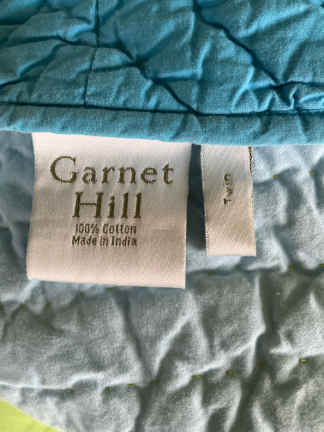 Garnet
Hill
100% Cotton
Made in India
Twin